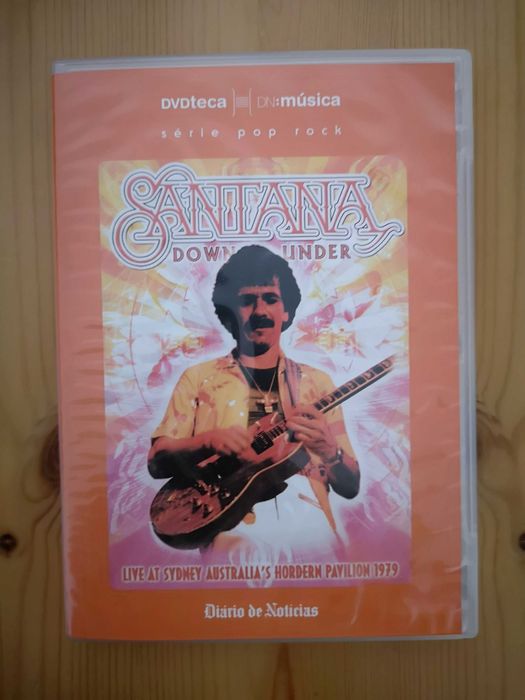 DVDteca DN:música
série pop rock
SANTANA
DOWN UNDER
LIVE AT SYDNEY AUSTRALIA'S HORDERN PAVILION 1979
Diário de Notícias